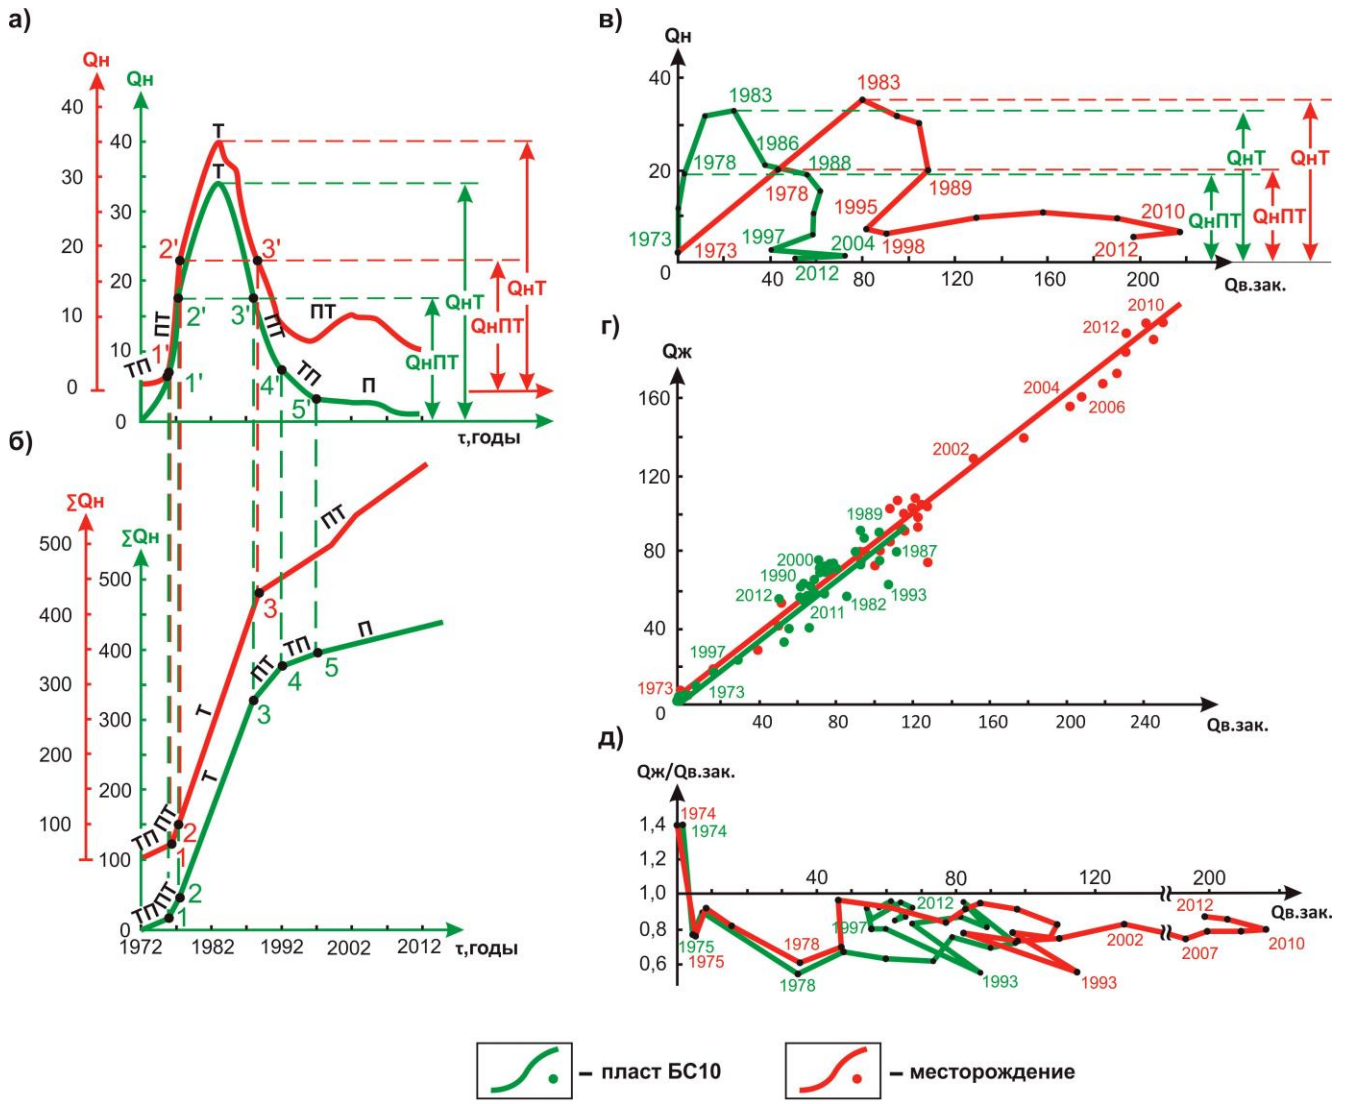 а)
Qн
Qн
40
30
20
10
0
40
30
20
10
0
Т
Т
ТП
ПТ
1'
1'
2'
2'
3'
3'
ПТ
ПТ
4'
ТП
5'
П
QнПТ
QнТ
QнПТ
QнТ
τ,годы
б)
∑Qн
∑Qн
500
400
300
200
100
500
400
300
200
100
0
ТП
ПТ
1
2
Т
3
ПТ
ТП
ПТ
1
2
Т
3
ПТ
4
ТП
5
П
1972
1982
1992
2002
2012
τ,годы
в)
Qн
40
20
0
1983
1983
1978
1986
1988
1978
1989
1973
1973
1997
1995
1998
2004
2012
2010
2012
QнПТ
QнТ
QнПТ
QнТ
40
80
120
160
200
Qв.зак.
г)
Qж
160
120
80
40
0
2010
2012
2004
2006
2002
1989
1987
2000
1990
2012
2011
1982
1993
1997
1973
1973
40
80
120
160
200
240
Qв.зак.
д)
Qж/Qв.зак.
1,4
1,2
1,0
0,8
0,6
1974
1974
40
80
120
200
Qв.зак.
1975
1975
1978
1978
1997
2012
1993
1993
2002
2007
2012
2010
– пласт БС10
– месторождение